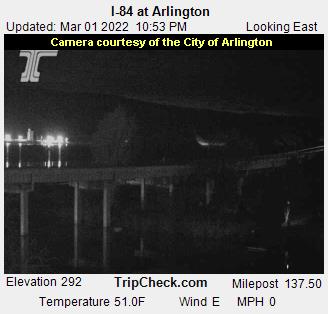 I-84 at Arlington
Updated: Mar 01 2022 10:53 PM Looking East
Camera courtesy of the City of Arlington
Elevation 292 TripCheck.com Milepost 137.50
Temperature 51.0F Wind E MPH 0